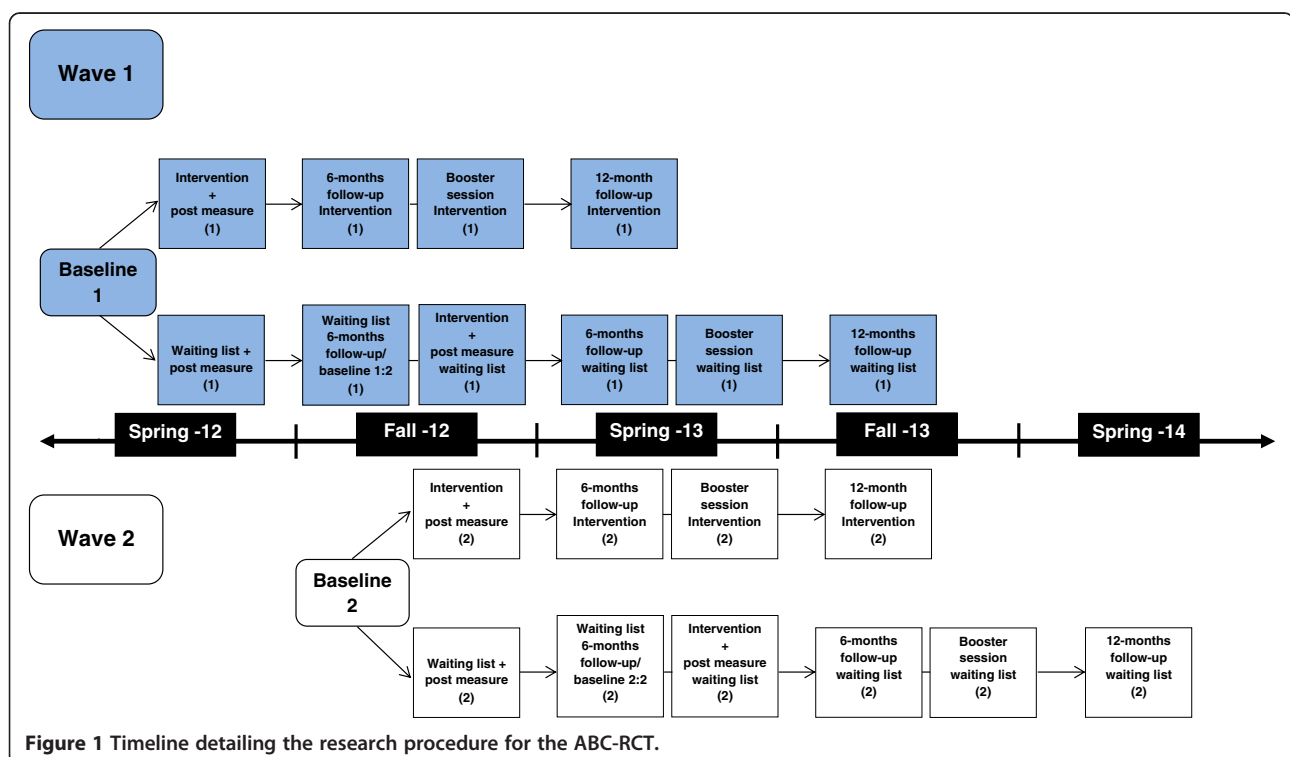 Wave 1
Intervention
+
post measure
(1)
6-months
follow-up
Intervention
(1)
Booster
session
Intervention
(1)
12-month
follow-up
Intervention
(1)
Baseline
1
Waiting list +
post measure
(1)
Waiting list
6-months
follow-up/
baseline 1:2
(1)
Intervention
+
post measure
waiting list
(1)
6-months
follow-up
waiting list
(1)
Booster
session
waiting list
(1)
12-months
follow-up
waiting list
(1)
Spring -12
Fall -12
Spring -13
Fall -13
Spring -14
Wave 2
Intervention
+
post measure
(2)
6-months
follow-up
Intervention
(2)
Booster
session
Intervention
(2)
12-month
follow-up
Intervention
(2)
Baseline
2
Waiting list +
post measure
(2)
Waiting list
6-months
follow-up/
baseline 2:2
(2)
Intervention
+
post measure
waiting list
(2)
6-months
follow-up
waiting list
(2)
Booster
session
waiting list
(2)
12-months
follow-up
waiting list
(2)
Figure 1 Timeline detailing the research procedure for the ABC-RCT.